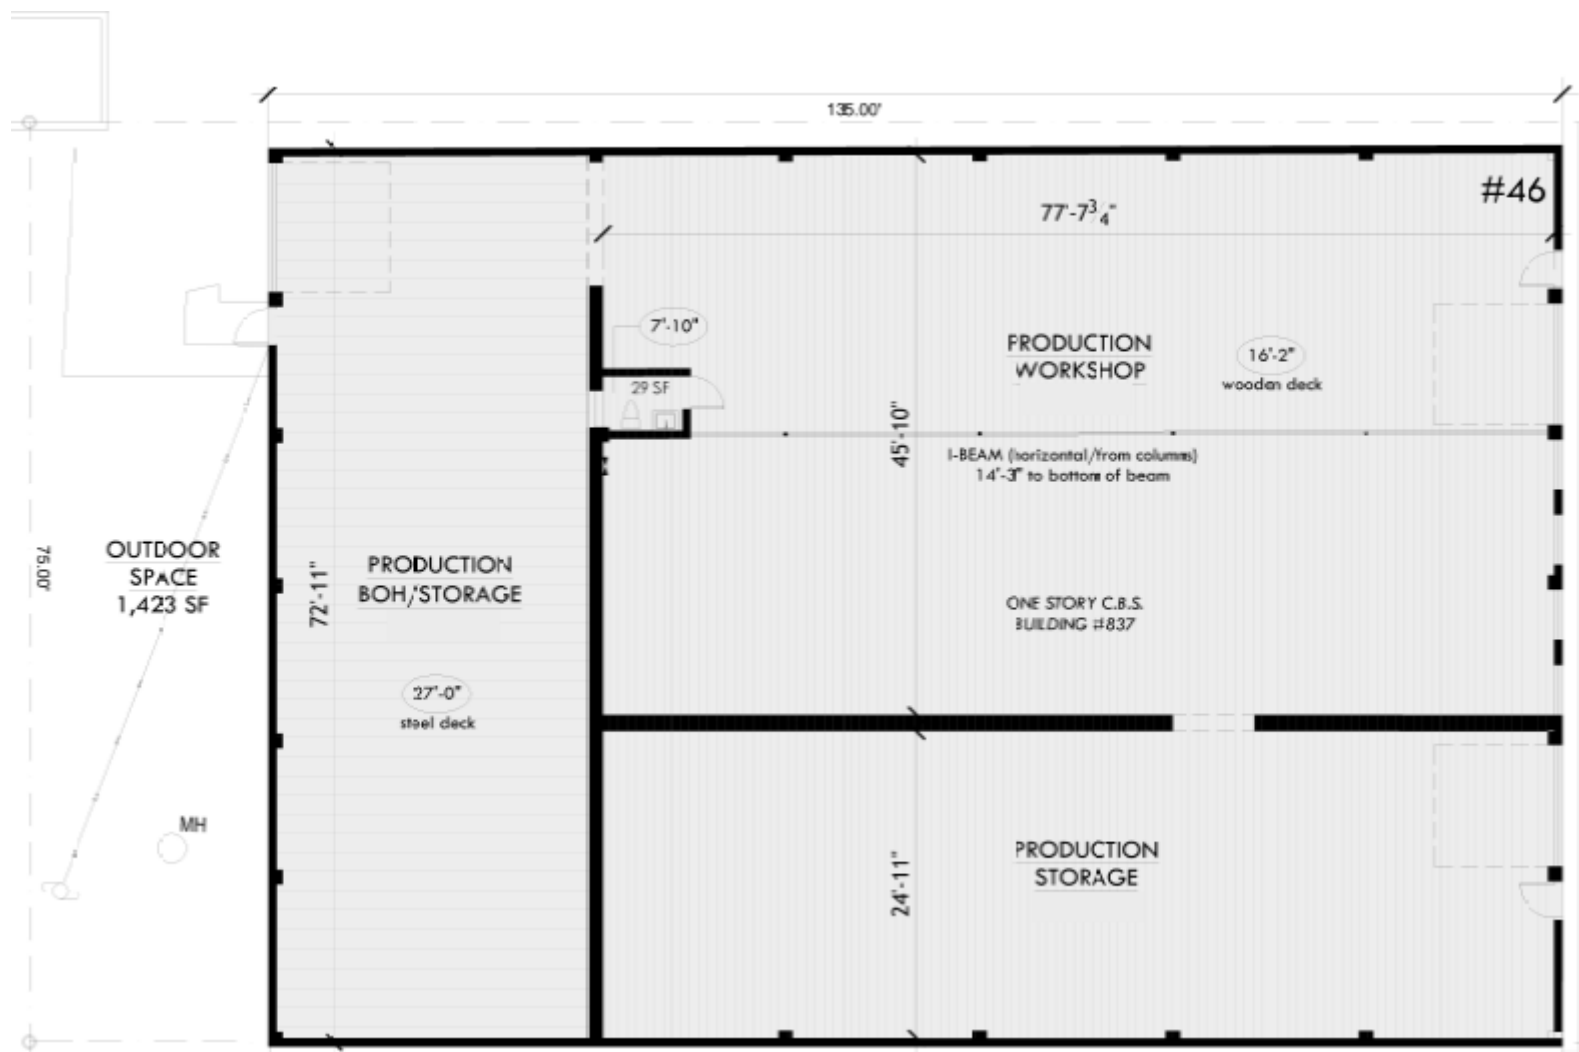 135.00'
#46
77'-7 3/4"
7'-10"
29 SF
PRODUCTION
WORKSHOP
16'-2"
wooden deck
45'-10"
I-BEAM (horizontal/from columns)
14'-3" to bottom of beam
75.00'
OUTDOOR
SPACE
1,423 SF
72'-11"
PRODUCTION
BOH/STORAGE
27'-0"
steel deck
ONE STORY C.B.S.
BUILDING #837
MH
24'-11"
PRODUCTION
STORAGE